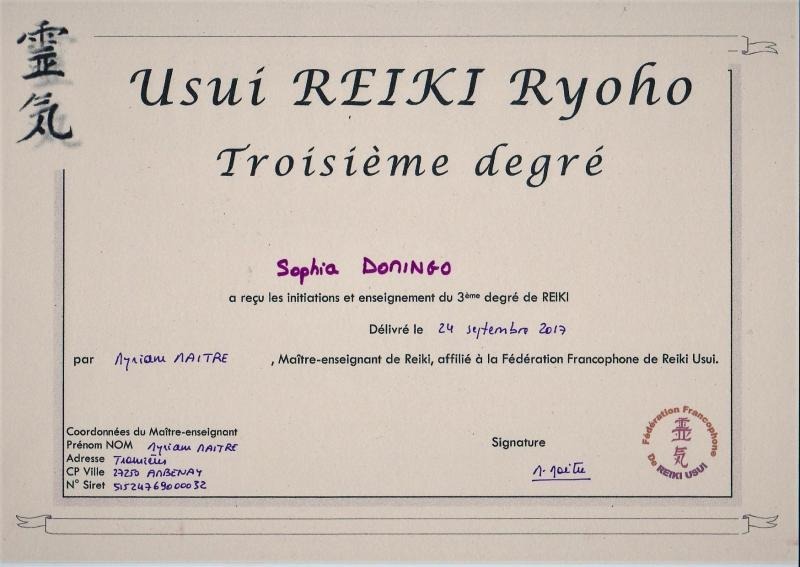 霊気
Usui REIKI Ryoho
Troisième degré
Sophia DOMINGO
a reçu les initiations et enseignement du 3ème degré de REIKI
Délivré le 24 septembre 2017
par Myriam MAITRE , Maître-enseignant de Reiki, affilié à la Fédération Francophone de Reiki Usui.
Coordonnées du Maître-enseignant
Prénom NOM Myriam MAITRE
Adresse
CP Ville 27250 AMBENAY
N° Siret 51524769000032
Signature
M. Maitre
Fédération Francophone
霊気
De REIKI USUI